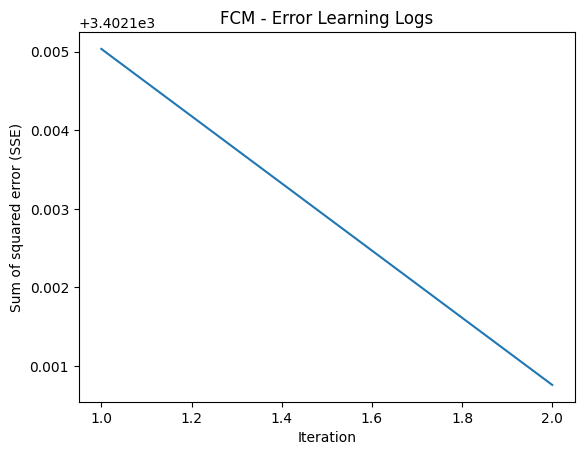 FCM - Error Learning Logs
+3.4021e3
0.005
0.004
0.003
0.002
0.001
Sum of squared error (SSE)
1.0 1.2 1.4 1.6 1.8 2.0
Iteration